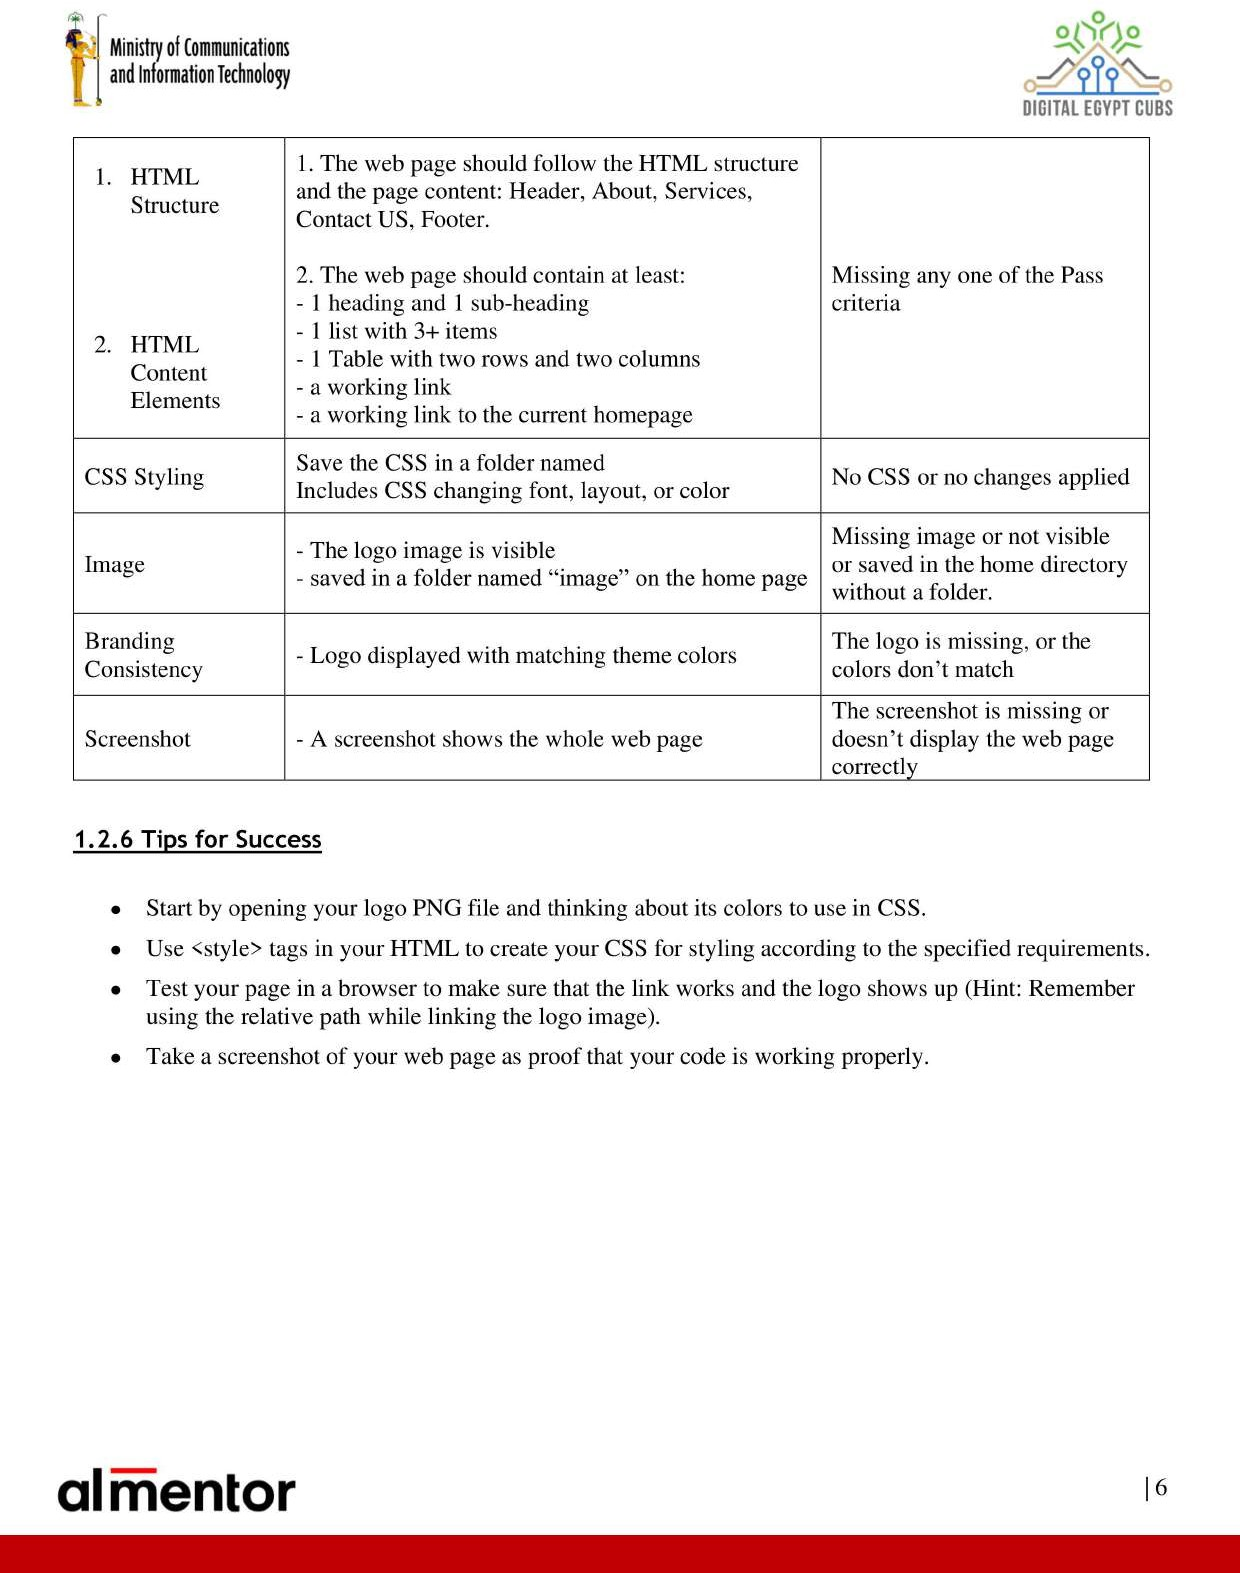 Ministry of Communications
and Information Technology
DIGITAL EGYPT CUBS
1. HTML
Structure
2. HTML
Content
Elements
1. The web page should follow the HTML structure
and the page content: Header, About, Services,
Contact US, Footer.
2. The web page should contain at least:
- 1 heading and 1 sub-heading
- 1 list with 3+ items
- 1 Table with two rows and two columns
- a working link
- a working link to the current homepage
Missing any one of the Pass
criteria
CSS Styling
Save the CSS in a folder named
Includes CSS changing font, layout, or color
No CSS or no changes applied
Image
- The logo image is visible
- saved in a folder named “image” on the home page
Missing image or not visible
or saved in the home directory
without a folder.
Branding
Consistency
- Logo displayed with matching theme colors
The logo is missing, or the
colors don’t match
Screenshot
- A screenshot shows the whole web page
The screenshot is missing or
doesn’t display the web page
correctly
1.2.6 Tips for Success
● Start by opening your logo PNG file and thinking about its colors to use in CSS.
● Use <style> tags in your HTML to create your CSS for styling according to the specified requirements.
● Test your page in a browser to make sure that the link works and the logo shows up (Hint: Remember
using the relative path while linking the logo image).
● Take a screenshot of your web page as proof that your code is working properly.
almentor
|6